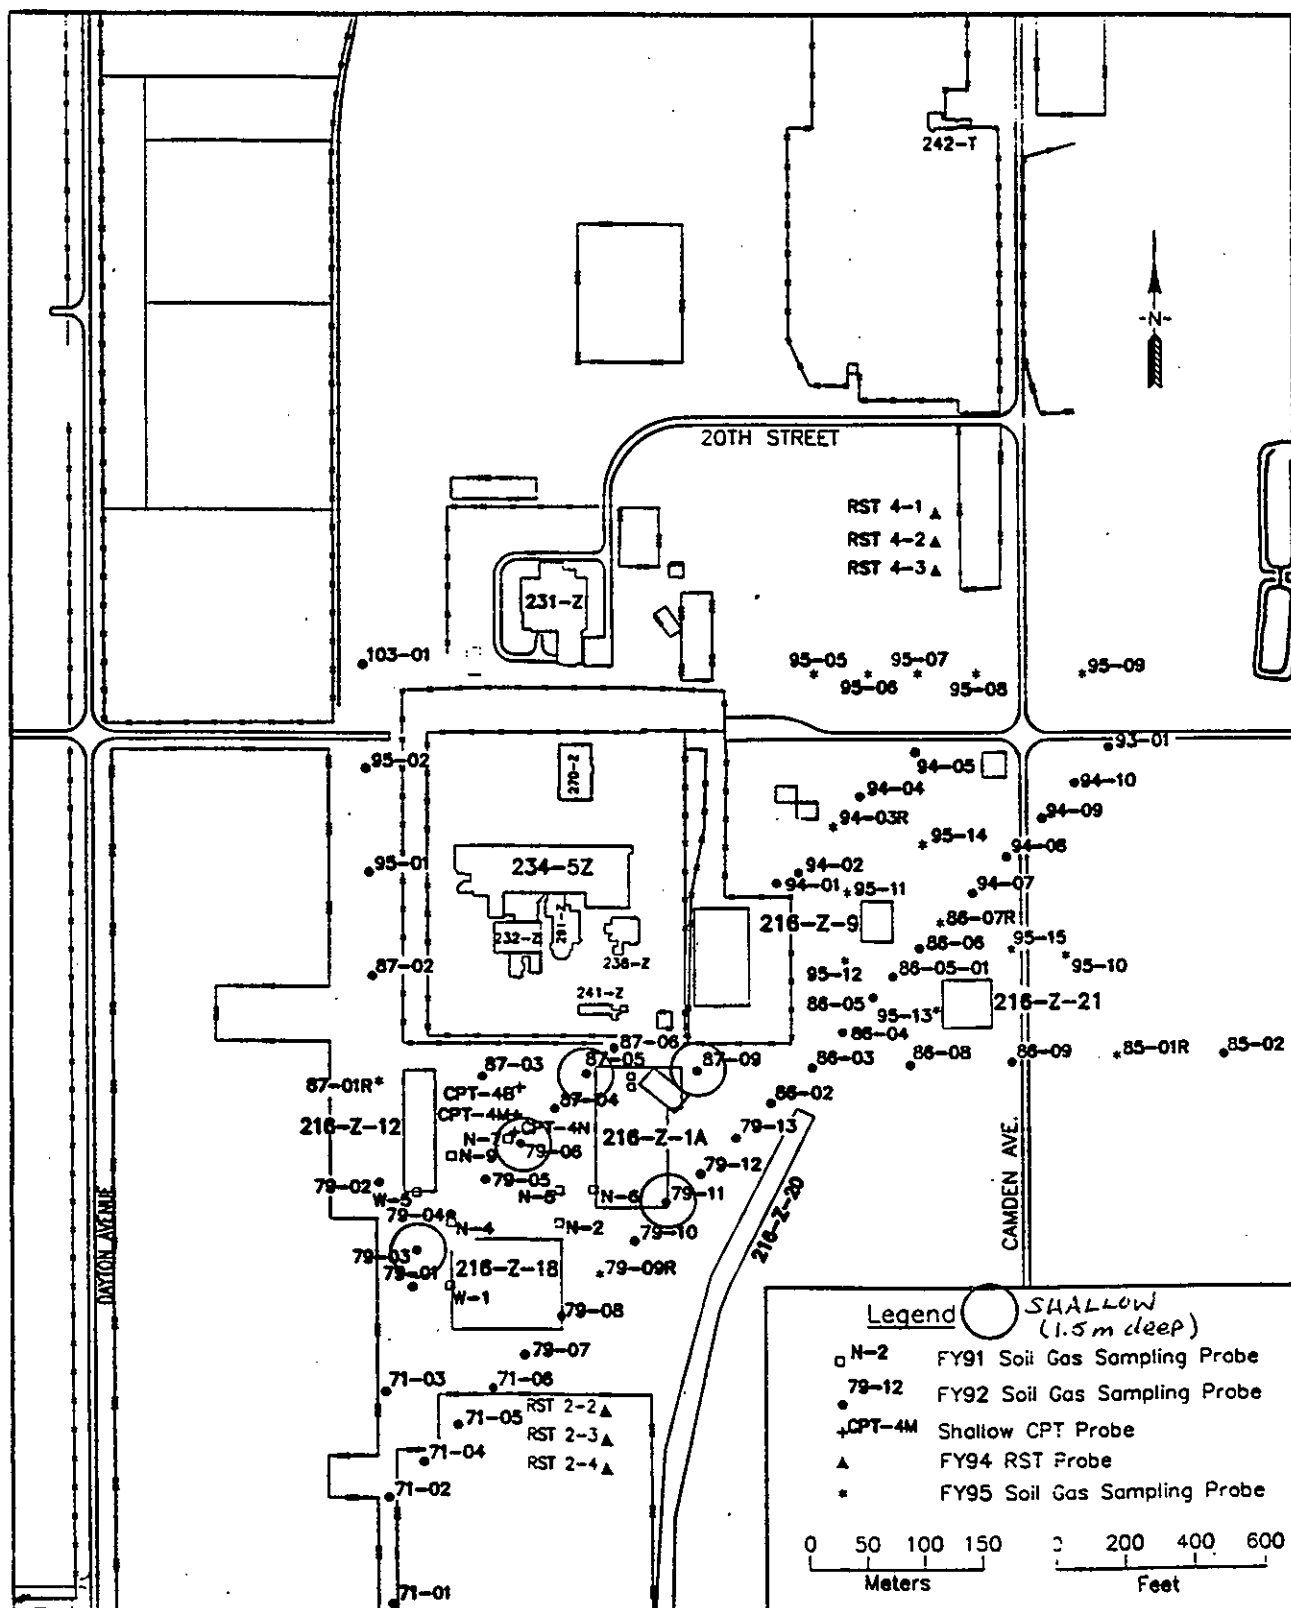 242-T
-N-
20TH STREET
RST 4-1
RST 4-2
RST 4-3
231-Z
103-01
95-05
95-07
95-09
95-06
95-08
93-01
95-02
270-Z
94-05
94-10
94-04
94-09
94-03R
95-14
94-06
234-5Z
95-01
94-02
94-01
95-11
94-07
216-Z-9
86-07R
232-Z
291-Z
236-Z
86-06
95-15
95-10
87-02
95-12
86-05-01
241-Z
86-05
95-13
216-Z-21
86-04
87-06
87-03
87-05
87-09
86-03
86-08
86-09
85-01R
85-02
87-01R
CPT-4B
87-04
86-02
CPT-4M
216-Z-12
CPT-4N
N-7
216-Z-1A
79-13
79-06
N-9
79-12
79-02
79-05
W-5
N-5
N-6
79-11
79-04
N-4
N-2
79-10
216-Z-20
CAMDEN AVE.
DAYTON AVENUE
79-03
79-01
216-Z-18
79-09R
W-1
79-08
79-07
71-03
71-06
RST 2-2
71-05
RST 2-3
71-04
RST 2-4
71-02
71-01
Legend
SHALLOW
(1.5m deep)
N-2 FY91 Soil Gas Sampling Probe
79-12 FY92 Soil Gas Sampling Probe
CPT-4M Shallow CPT Probe
FY94 RST Probe
FY95 Soil Gas Sampling Probe
0 50 100 150
Meters
0 200 400 600
Feet